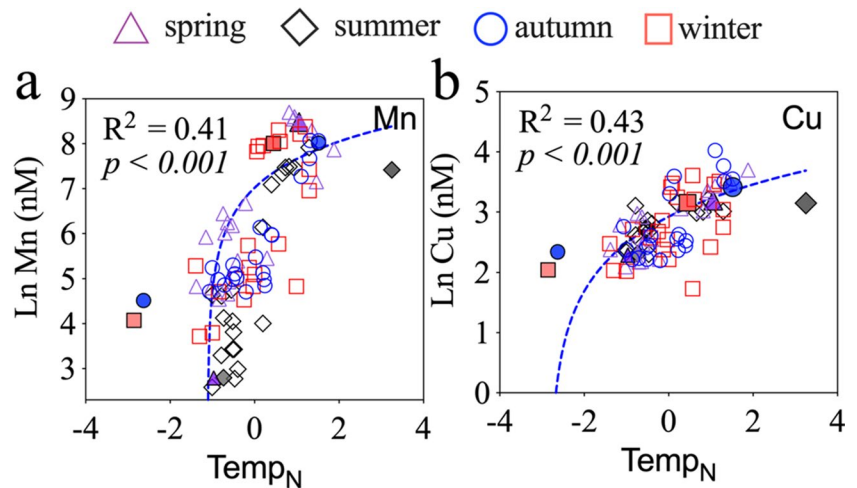 spring summer autumn winter
a
Mn
R² = 0.41
p < 0.001
Ln Mn (nM)
9
8
7
6
5
4
3
-4 -2 0 2 4
Temp_N
b
Cu
R² = 0.43
p < 0.001
Ln Cu (nM)
5
4
3
2
1
0
-4 -2 0 2 4
Temp_N